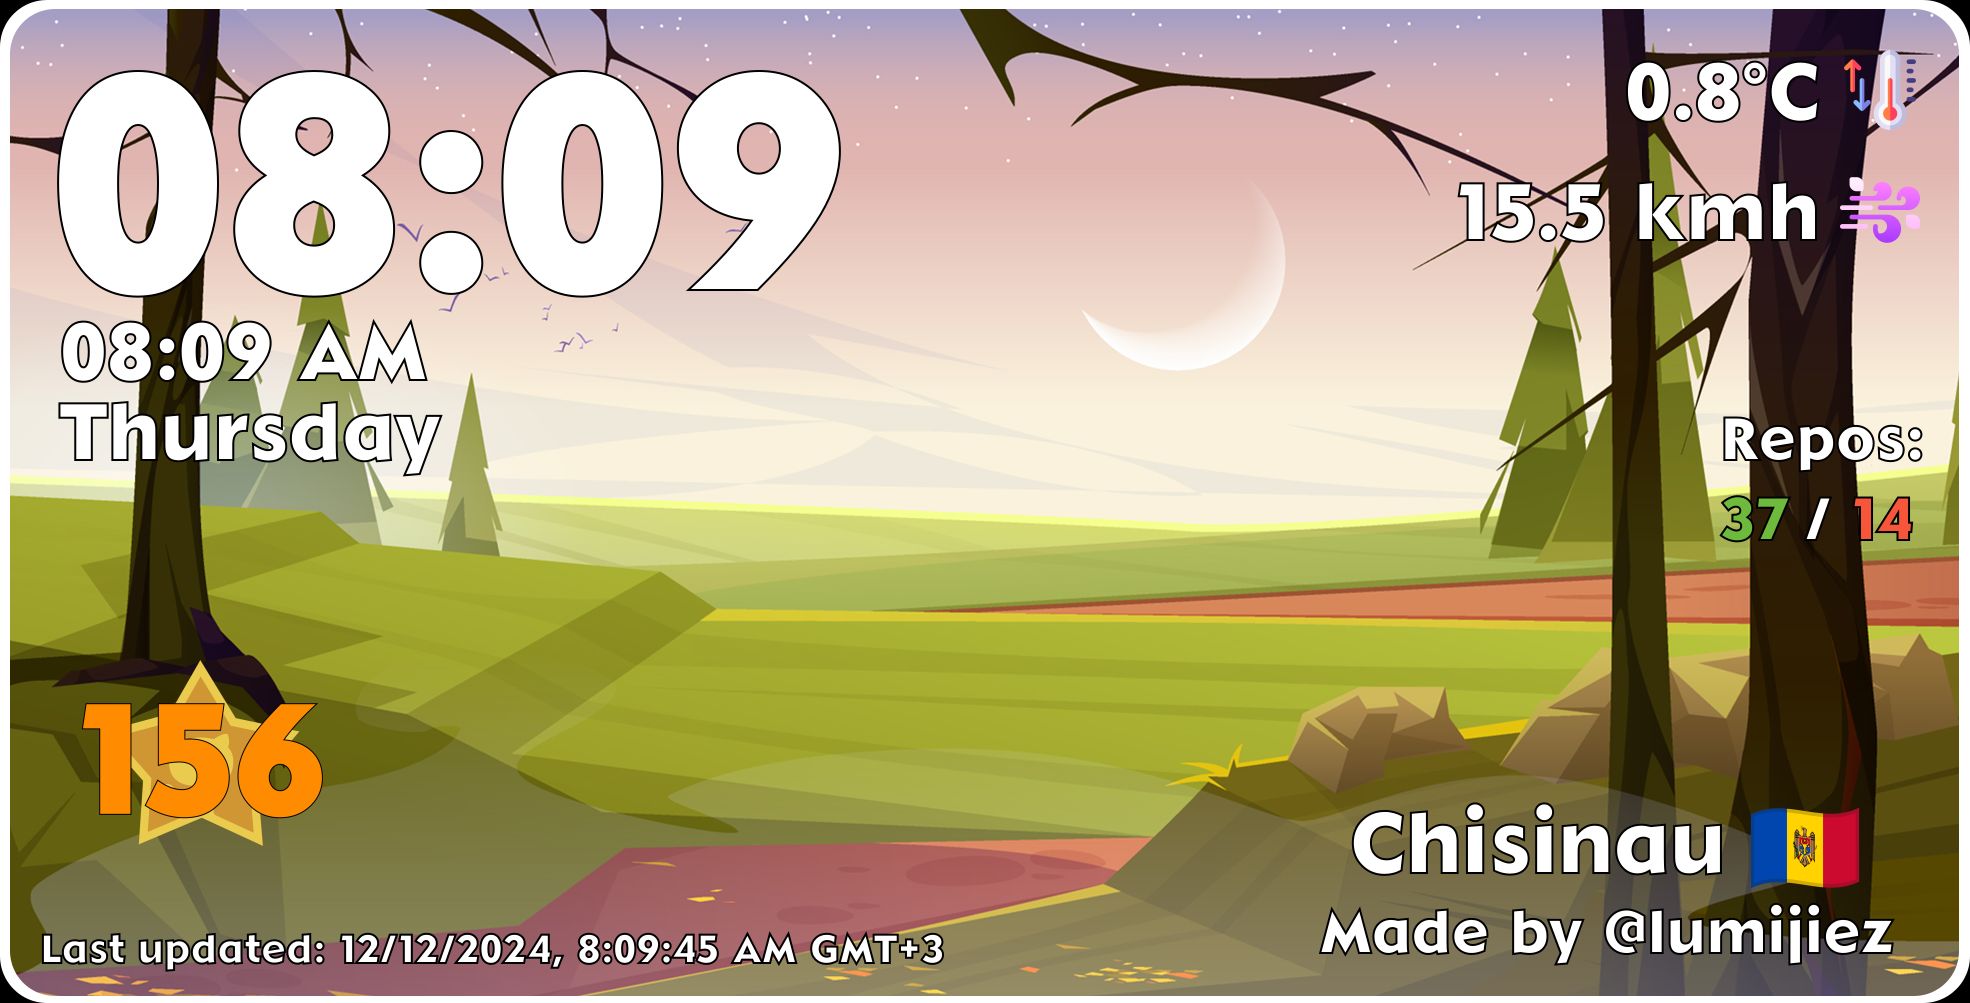 08:09
08:09 AM
Thursday
0.8°C
15.5 kmh
Repos:
37 / 14
156
Chisinau
Made by @lumijiez
Last updated: 12/12/2024, 8:09:45 AM GMT+3